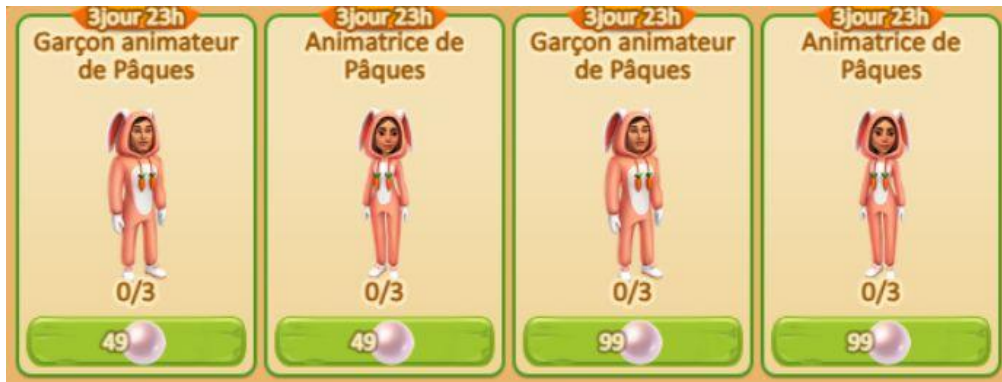 3jour 23h
Garçon animateur
de Pâques
0/3
49
3jour 23h
Animatrice de
Pâques
0/3
49
3jour 23h
Garçon animateur
de Pâques
0/3
99
3jour 23h
Animatrice de
Pâques
0/3
99